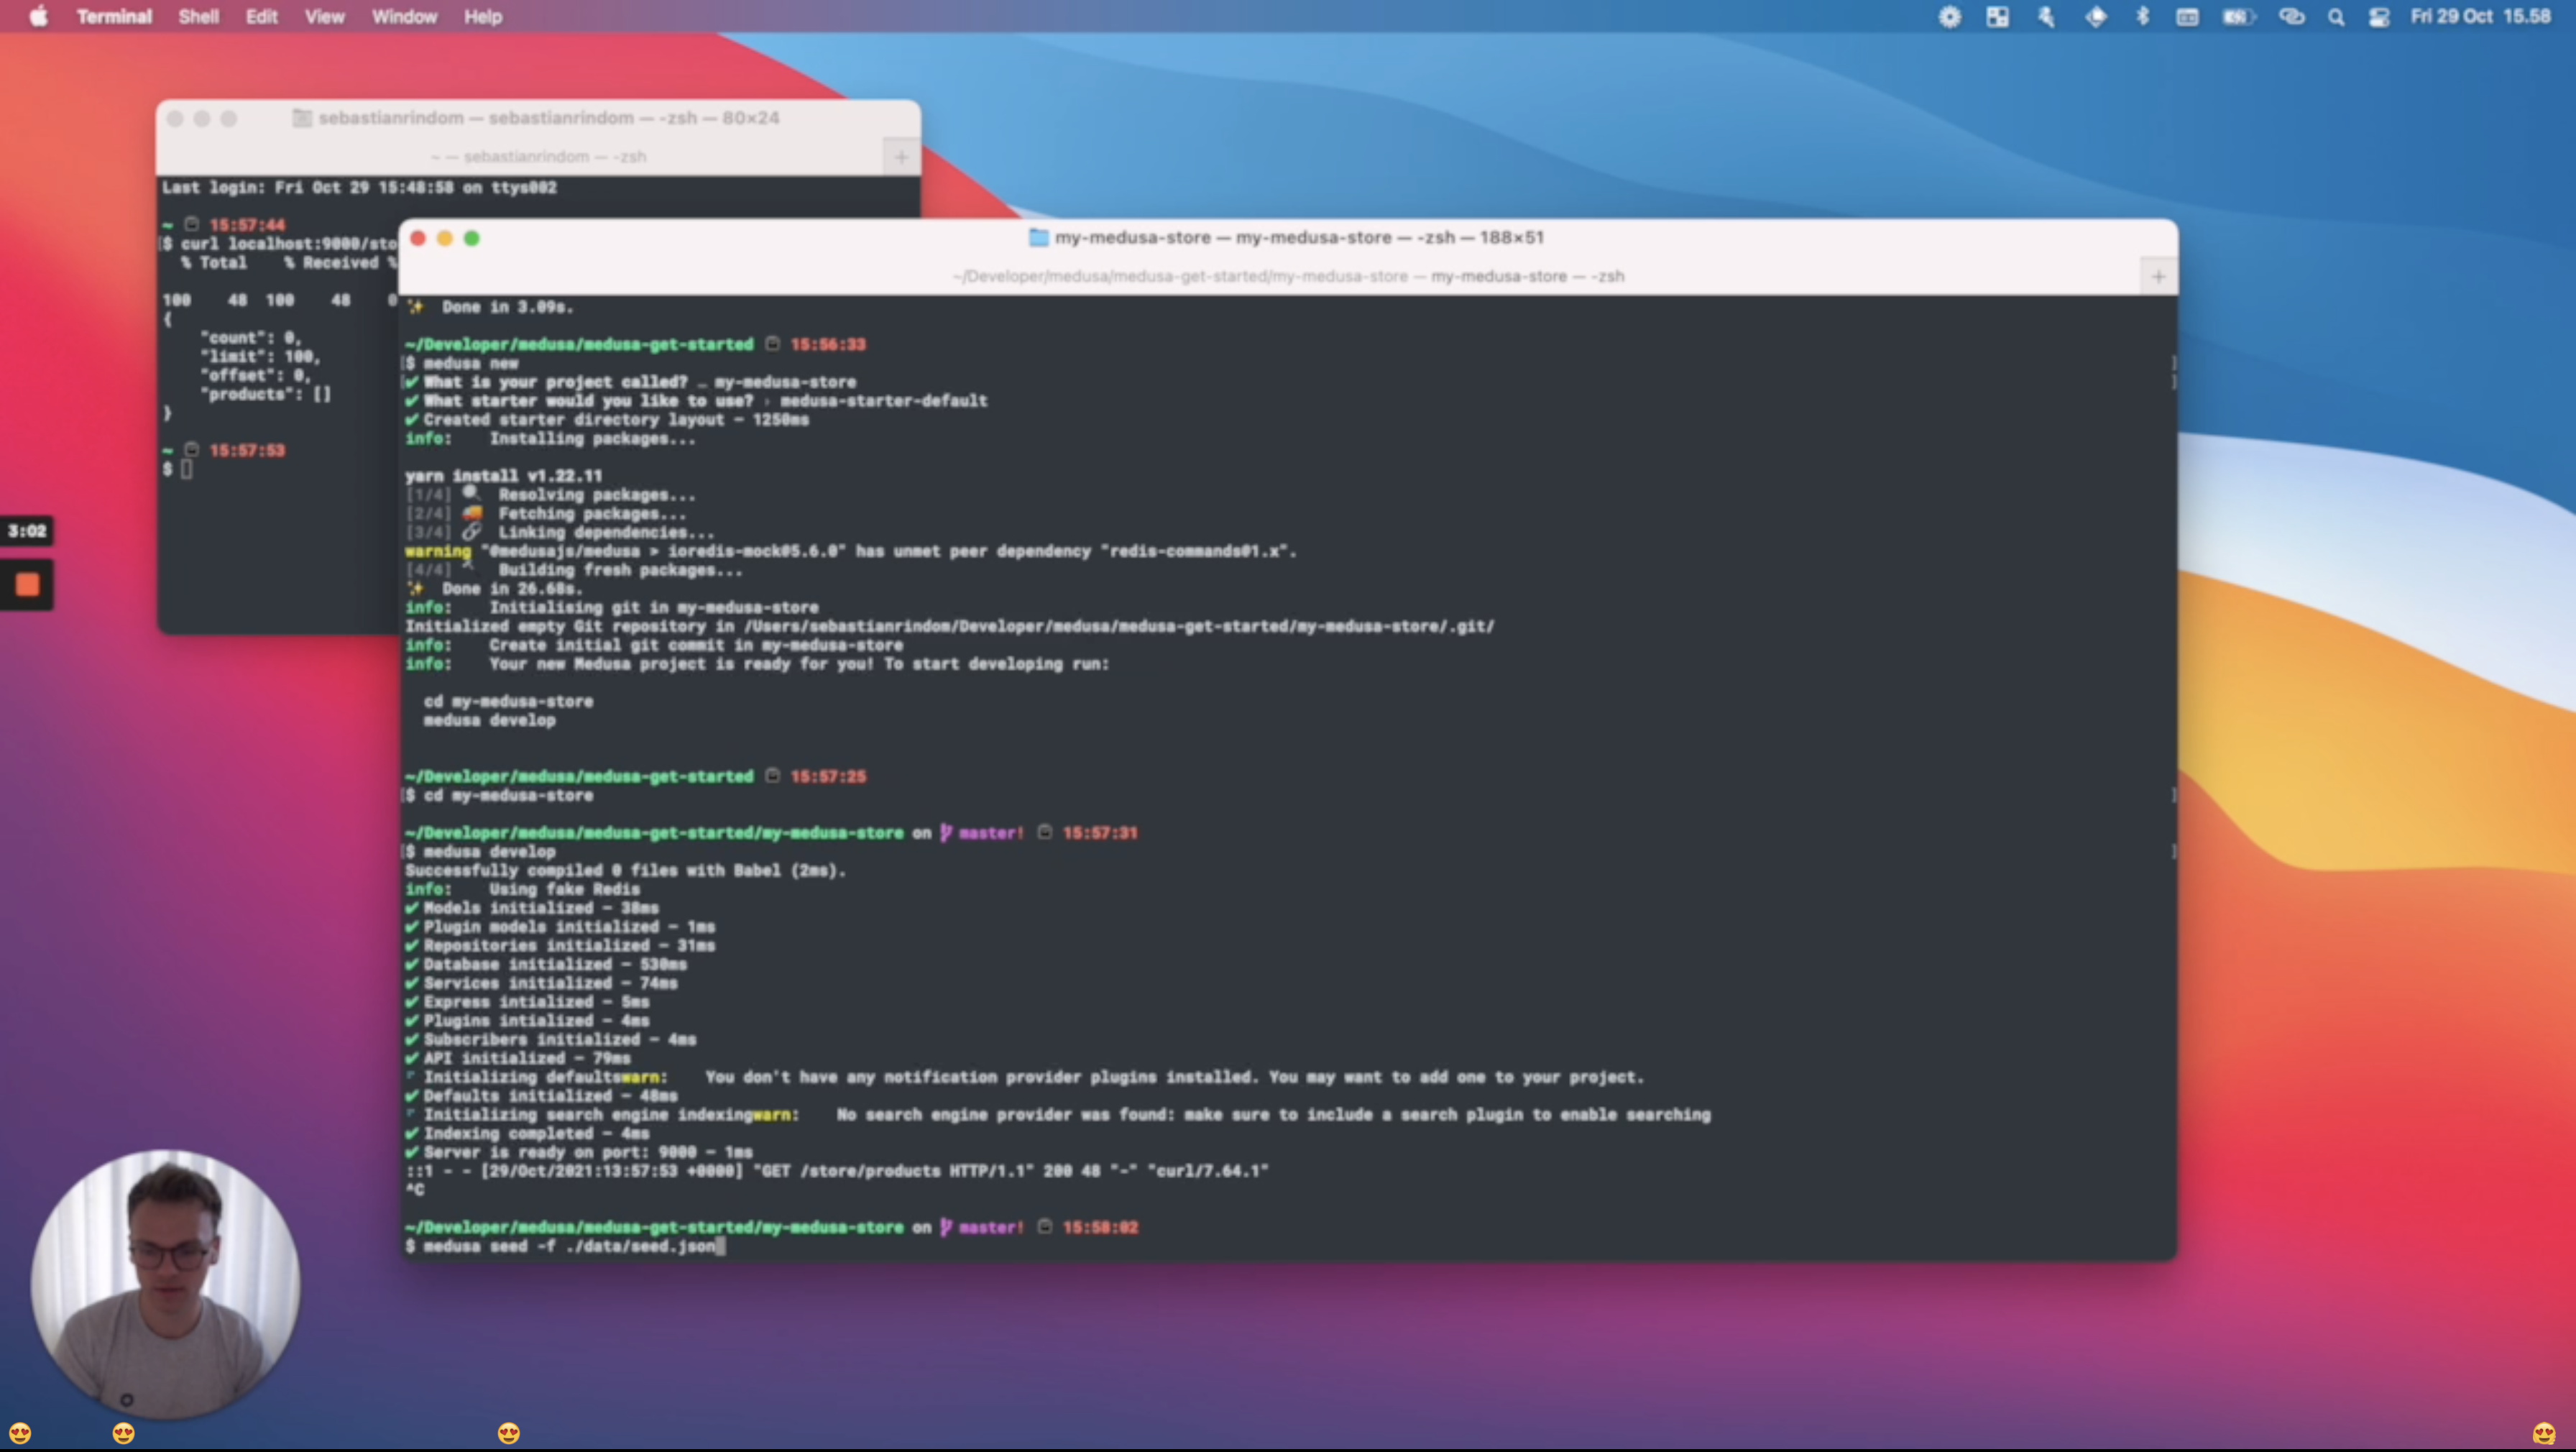 Terminal Shell Edit View Window Help
Fri 29 Oct 15.58
sebastianrindom — sebastianrindom — -zsh — 80×24
~ — sebastianrindom — -zsh
Last login: Fri Oct 29 15:48:58 on ttys002
~ 15:57:44
$ curl localhost:9000/sto
% Total % Received %
100 48 100 48 0
{
"count": 0,
"limit": 100,
"offset": 0,
"products": []
}
~ 15:57:53
$
3:02
my-medusa-store — my-medusa-store — -zsh — 188×51
~/Developer/medusa/medusa-get-started/my-medusa-store — my-medusa-store — -zsh
✨ Done in 3.09s.
~/Developer/medusa/medusa-get-started 15:56:33
$ medusa new
✔ What is your project called? … my-medusa-store
✔ What starter would you like to use? › medusa-starter-default
✔ Created starter directory layout — 1250ms
info: Installing packages...
yarn install v1.22.11
[1/4] 🔍 Resolving packages...
[2/4] 🚚 Fetching packages...
[3/4] 🔗 Linking dependencies...
warning "@medusajs/medusa > ioredis-mock@5.6.0" has unmet peer dependency "redis-commands@1.x".
[4/4] 🔨 Building fresh packages...
✨ Done in 26.68s.
info: Initialising git in my-medusa-store
Initialized empty Git repository in /Users/sebastianrindom/Developer/medusa/medusa-get-started/my-medusa-store/.git/
info: Create initial git commit in my-medusa-store
info: Your new Medusa project is ready for you! To start developing run:
cd my-medusa-store
medusa develop
~/Developer/medusa/medusa-get-started 15:57:25
$ cd my-medusa-store
~/Developer/medusa/medusa-get-started/my-medusa-store on master! 15:57:31
$ medusa develop
Successfully compiled 0 files with Babel (2ms).
info: Using fake Redis
✔ Models initialized — 38ms
✔ Plugin models initialized — 1ms
✔ Repositories initialized — 31ms
✔ Database initialized — 530ms
✔ Services initialized — 74ms
✔ Express intialized — 5ms
✔ Plugins intialized — 4ms
✔ Subscribers initialized — 4ms
✔ API initialized — 79ms
Initializing defaultswarn: You don't have any notification provider plugins installed. You may want to add one to your project.
✔ Defaults initialized — 48ms
Initializing search engine indexingwarn: No search engine provider was found: make sure to include a search plugin to enable searching
✔ Indexing completed — 4ms
✔ Server is ready on port: 9000 — 1ms
::1 - - [29/Oct/2021:13:57:53 +0000] "GET /store/products HTTP/1.1" 200 48 "-" "curl/7.64.1"
^C
~/Developer/medusa/medusa-get-started/my-medusa-store on master! 15:58:02
$ medusa seed -f ./data/seed.json